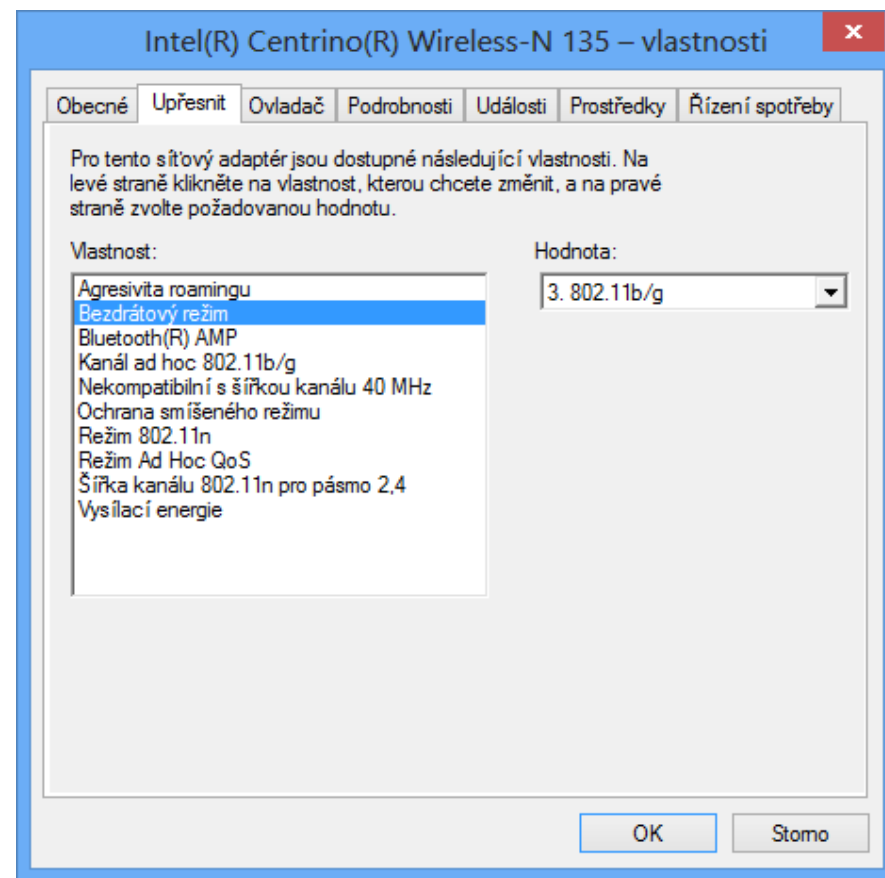 Intel(R) Centrino(R) Wireless-N 135 – vlastnosti
x
Obecné Upřesnit Ovladač Podrobnosti Události Prostředky Řízení spotřeby
Pro tento síťový adaptér jsou dostupné následující vlastnosti. Na
levé straně klikněte na vlastnost, kterou chcete změnit, a na pravé
straně zvolte požadovanou hodnotu.
Vlastnost: Hodnota:
Agresivita roamingu 3. 802.11b/g
Bezdrátový režim
Bluetooth(R) AMP
Kanál ad hoc 802.11b/g
Nekompatibilní s šířkou kanálu 40 MHz
Ochrana smíšeného režimu
Režim 802.11n
Režim Ad Hoc QoS
Šířka kanálu 802.11n pro pásmo 2,4
Vysílací energie
OK Storno